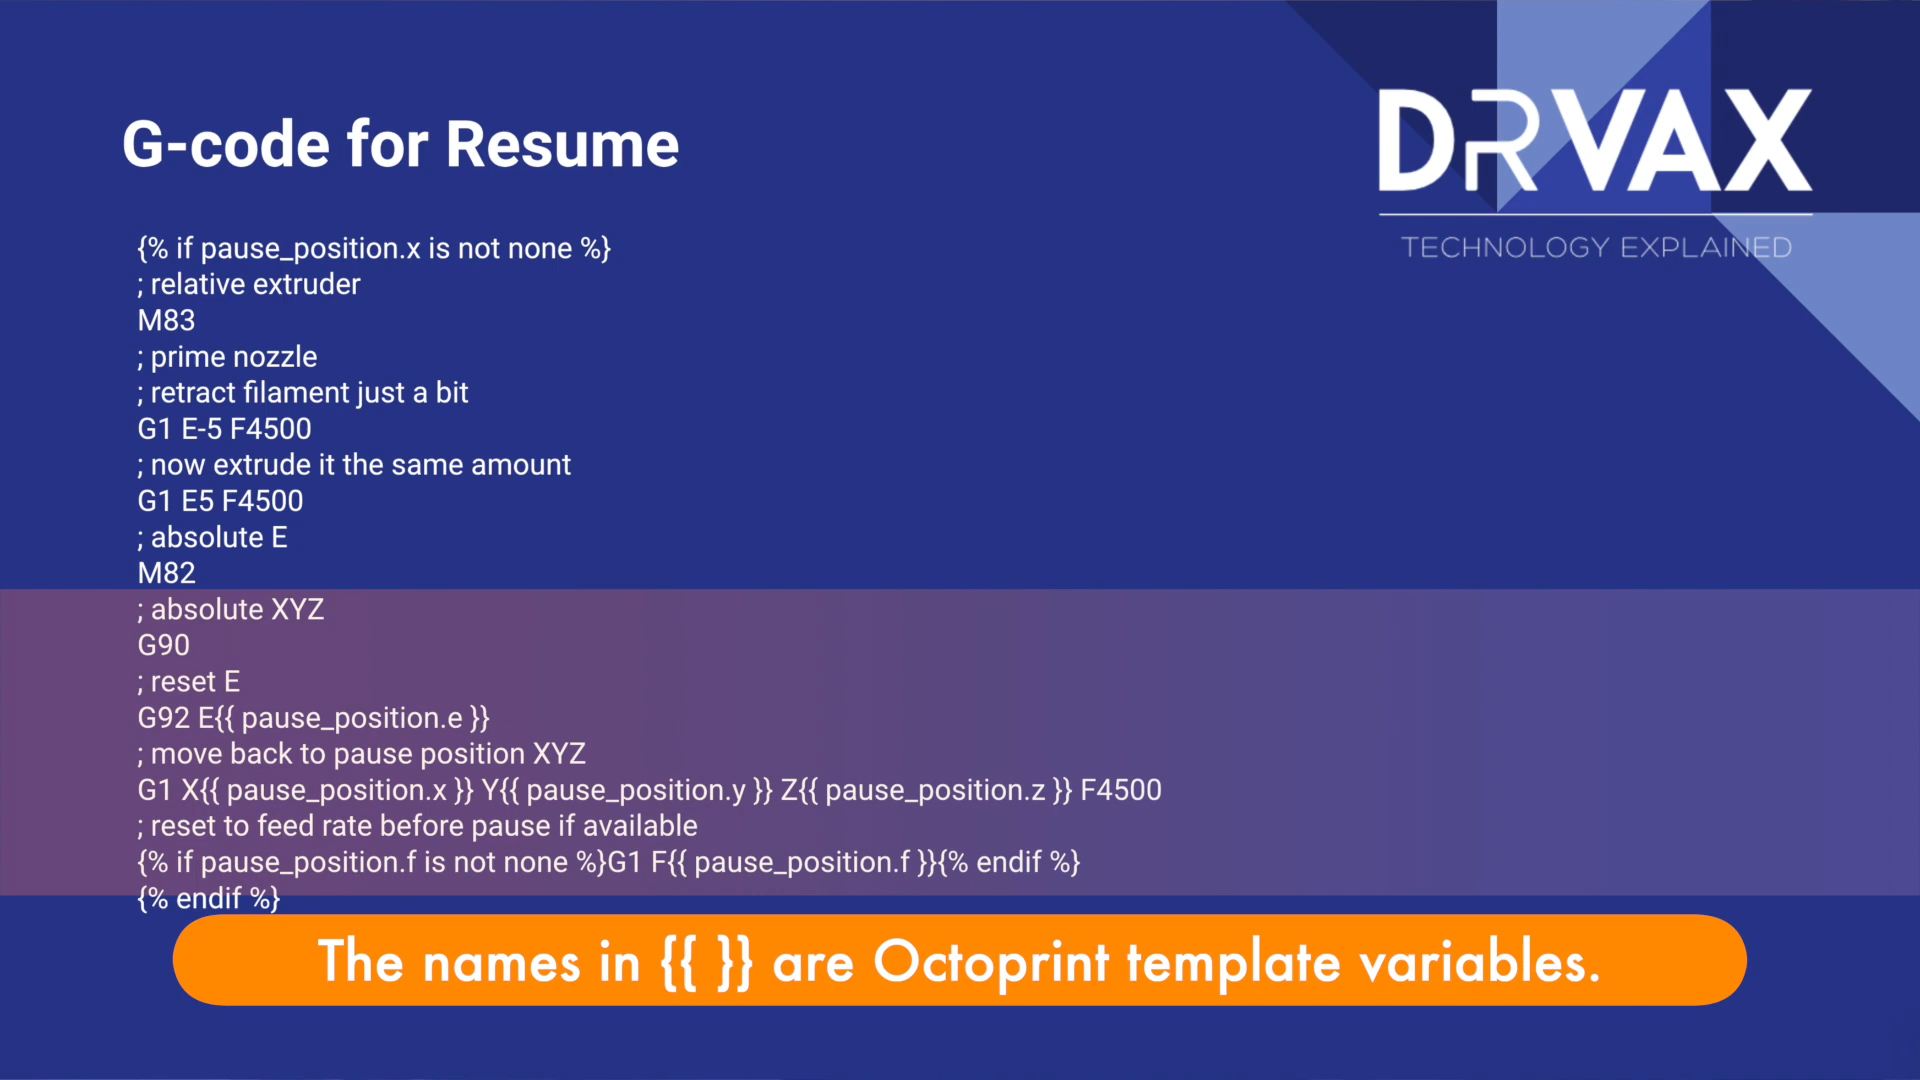 G-code for Resume
DRVAX
TECHNOLOGY EXPLAINED
{% if pause_position.x is not none %}
; relative extruder
M83
; prime nozzle
; retract filament just a bit
G1 E-5 F4500
; now extrude it the same amount
G1 E5 F4500
; absolute E
M82
; absolute XYZ
G90
; reset E
G92 E{{ pause_position.e }}
; move back to pause position XYZ
G1 X{{ pause_position.x }} Y{{ pause_position.y }} Z{{ pause_position.z }} F4500
; reset to feed rate before pause if available
{% if pause_position.f is not none %}G1 F{{ pause_position.f }}{% endif %}
{% endif %}
The names in {{ }} are Octoprint template variables.